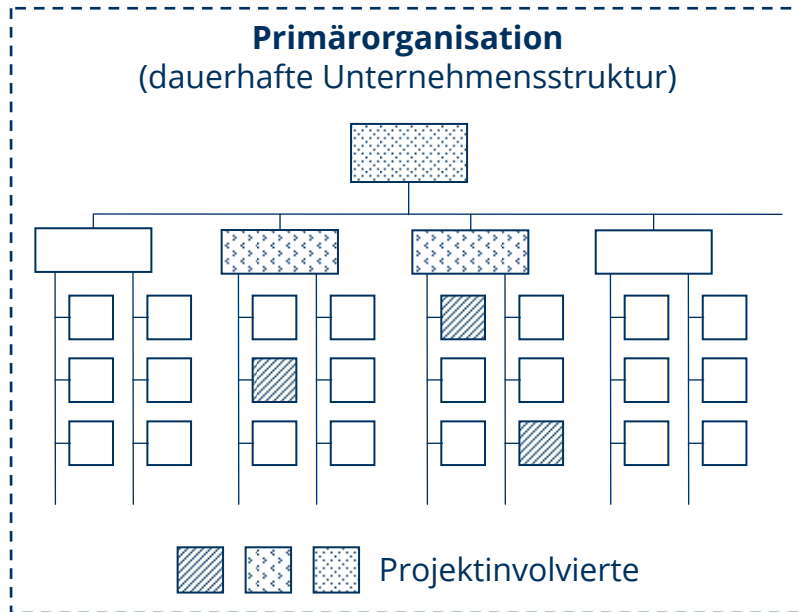 Primärorganisation
(dauerhafte Unternehmensstruktur)
Projektinvolvierte